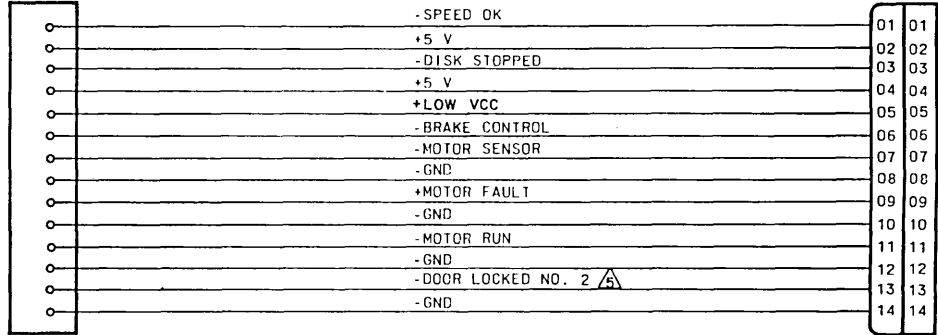 -SPEED OK 01 01
+5 V 02 02
-DISK STOPPED 03 03
+5 V 04 04
+LOW VCC 05 05
-BRAKE CONTROL 06 06
-MOTOR SENSOR 07 07
-GND 08 08
+MOTOR FAULT 09 09
-GND 10 10
-MOTOR RUN 11 11
-GND 12 12
-DOOR LOCKED NO. 2 5 13 13
-GND 14 14